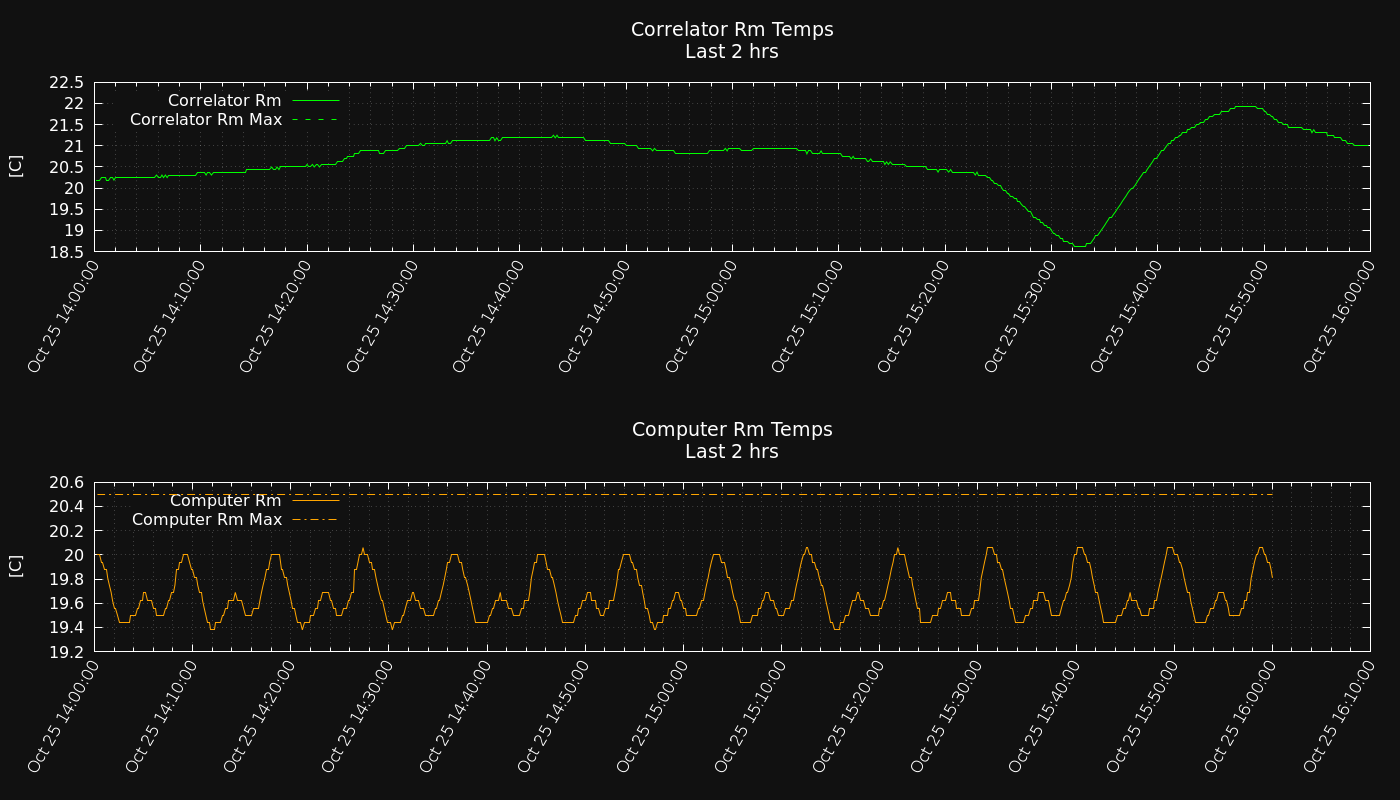 Correlator Rm Temps
Last 2 hrs
22.5
22
21.5
21
20.5
20
19.5
19
18.5
[C]
Correlator Rm
Correlator Rm Max
Oct 25 14:00:00
Oct 25 14:10:00
Oct 25 14:20:00
Oct 25 14:30:00
Oct 25 14:40:00
Oct 25 14:50:00
Oct 25 15:00:00
Oct 25 15:10:00
Oct 25 15:20:00
Oct 25 15:30:00
Oct 25 15:40:00
Oct 25 15:50:00
Oct 25 16:00:00
Computer Rm Temps
Last 2 hrs
20.6
20.4
20.2
20
19.8
19.6
19.4
19.2
[C]
Computer Rm
Computer Rm Max
Oct 25 14:00:00
Oct 25 14:10:00
Oct 25 14:20:00
Oct 25 14:30:00
Oct 25 14:40:00
Oct 25 14:50:00
Oct 25 15:00:00
Oct 25 15:10:00
Oct 25 15:20:00
Oct 25 15:30:00
Oct 25 15:40:00
Oct 25 15:50:00
Oct 25 16:00:00
Oct 25 16:10:00